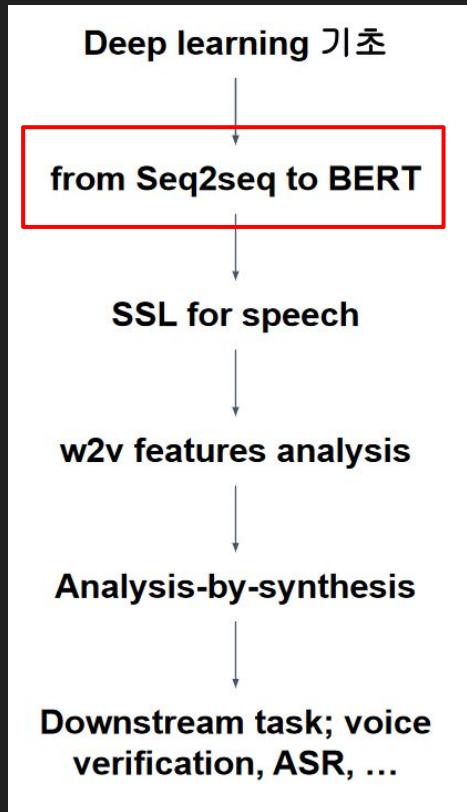 Deep learning 기초
from Seq2seq to BERT
SSL for speech
w2v features analysis
Analysis-by-synthesis
Downstream task; voice
verification, ASR, …